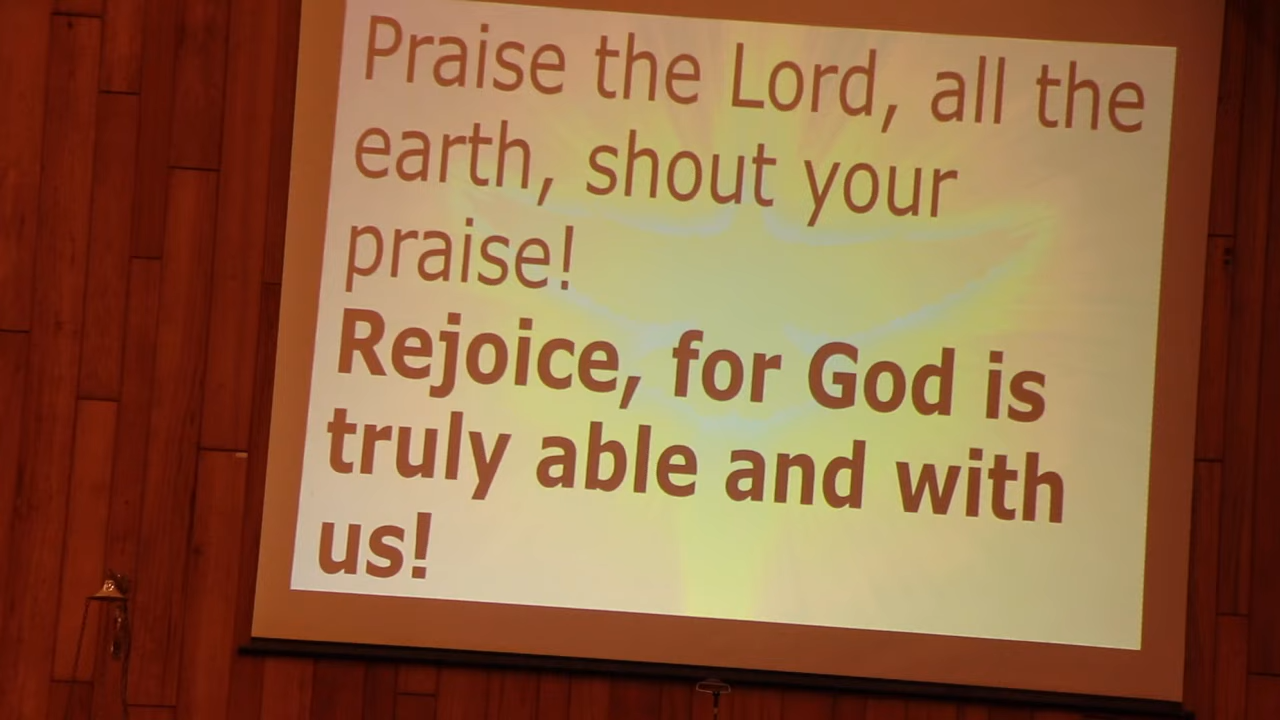 Praise the Lord, all the
earth, shout your
praise!
Rejoice, for God is
truly able and with
us!